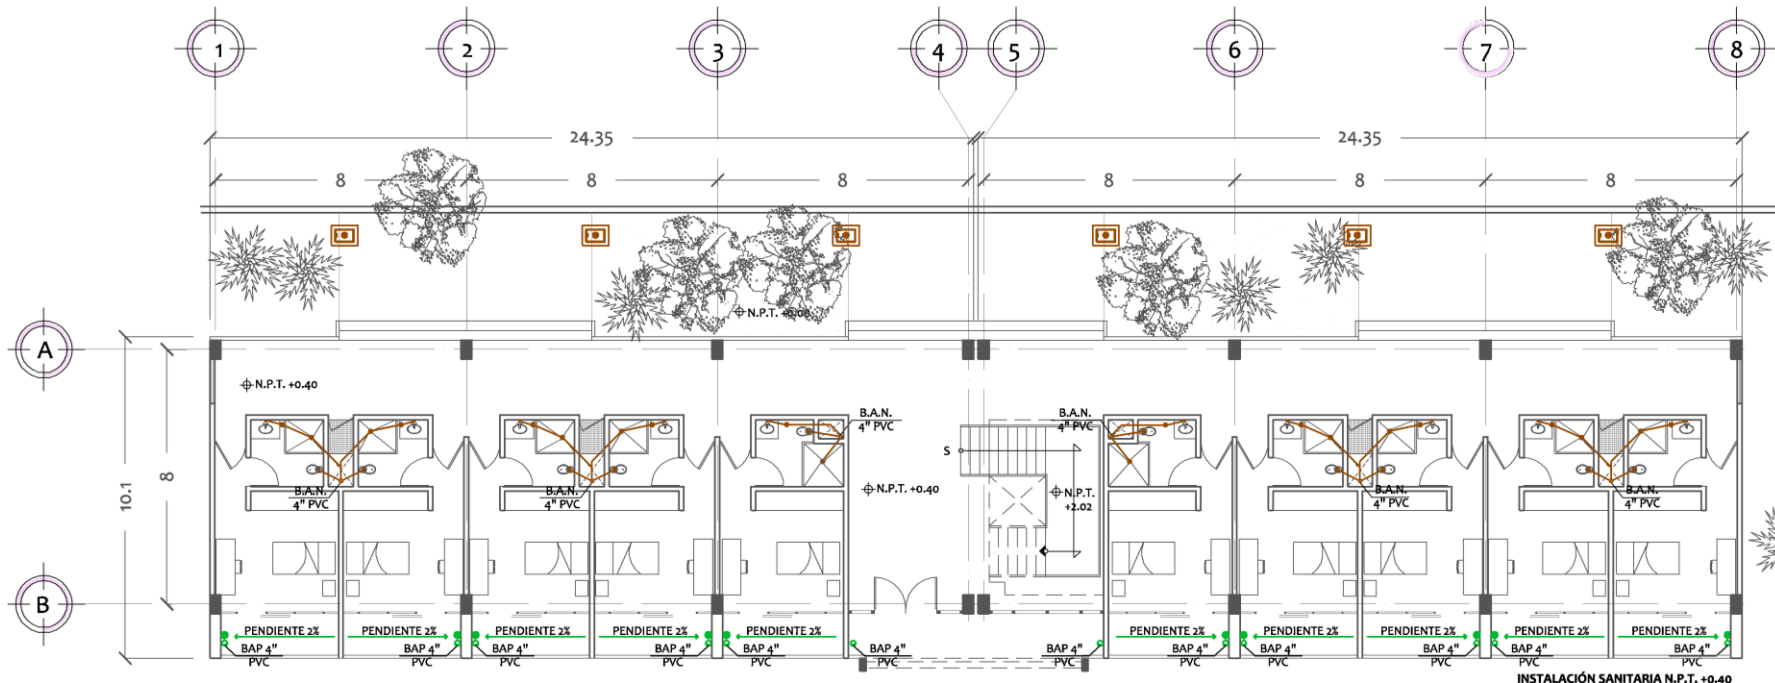 1 2 3 4 5 6 7 8
24.35 24.35
8 8 8 8 8 8
N.P.T. +0.00
A
N.P.T. +0.40
B.A.N.
4" PVC
B.A.N.
4" PVC
S
10.1
8
B.A.N.
4" PVC
B.A.N.
4" PVC
N.P.T. +0.40
N.P.T.
+2.02
B.A.N.
4" PVC
B.A.N.
4" PVC
B
PENDIENTE 2% PENDIENTE 2% PENDIENTE 2% PENDIENTE 2% PENDIENTE 2% PENDIENTE 2% PENDIENTE 2% PENDIENTE 2% PENDIENTE 2% PENDIENTE 2%
BAP 4" BAP 4" BAP 4" BAP 4" BAP 4" BAP 4" BAP 4" BAP 4" BAP 4" BAP 4" BAP 4" BAP 4"
PVC PVC PVC PVC PVC PVC PVC PVC PVC PVC PVC PVC
INSTALACIÓN SANITARIA N.P.T. +0.40